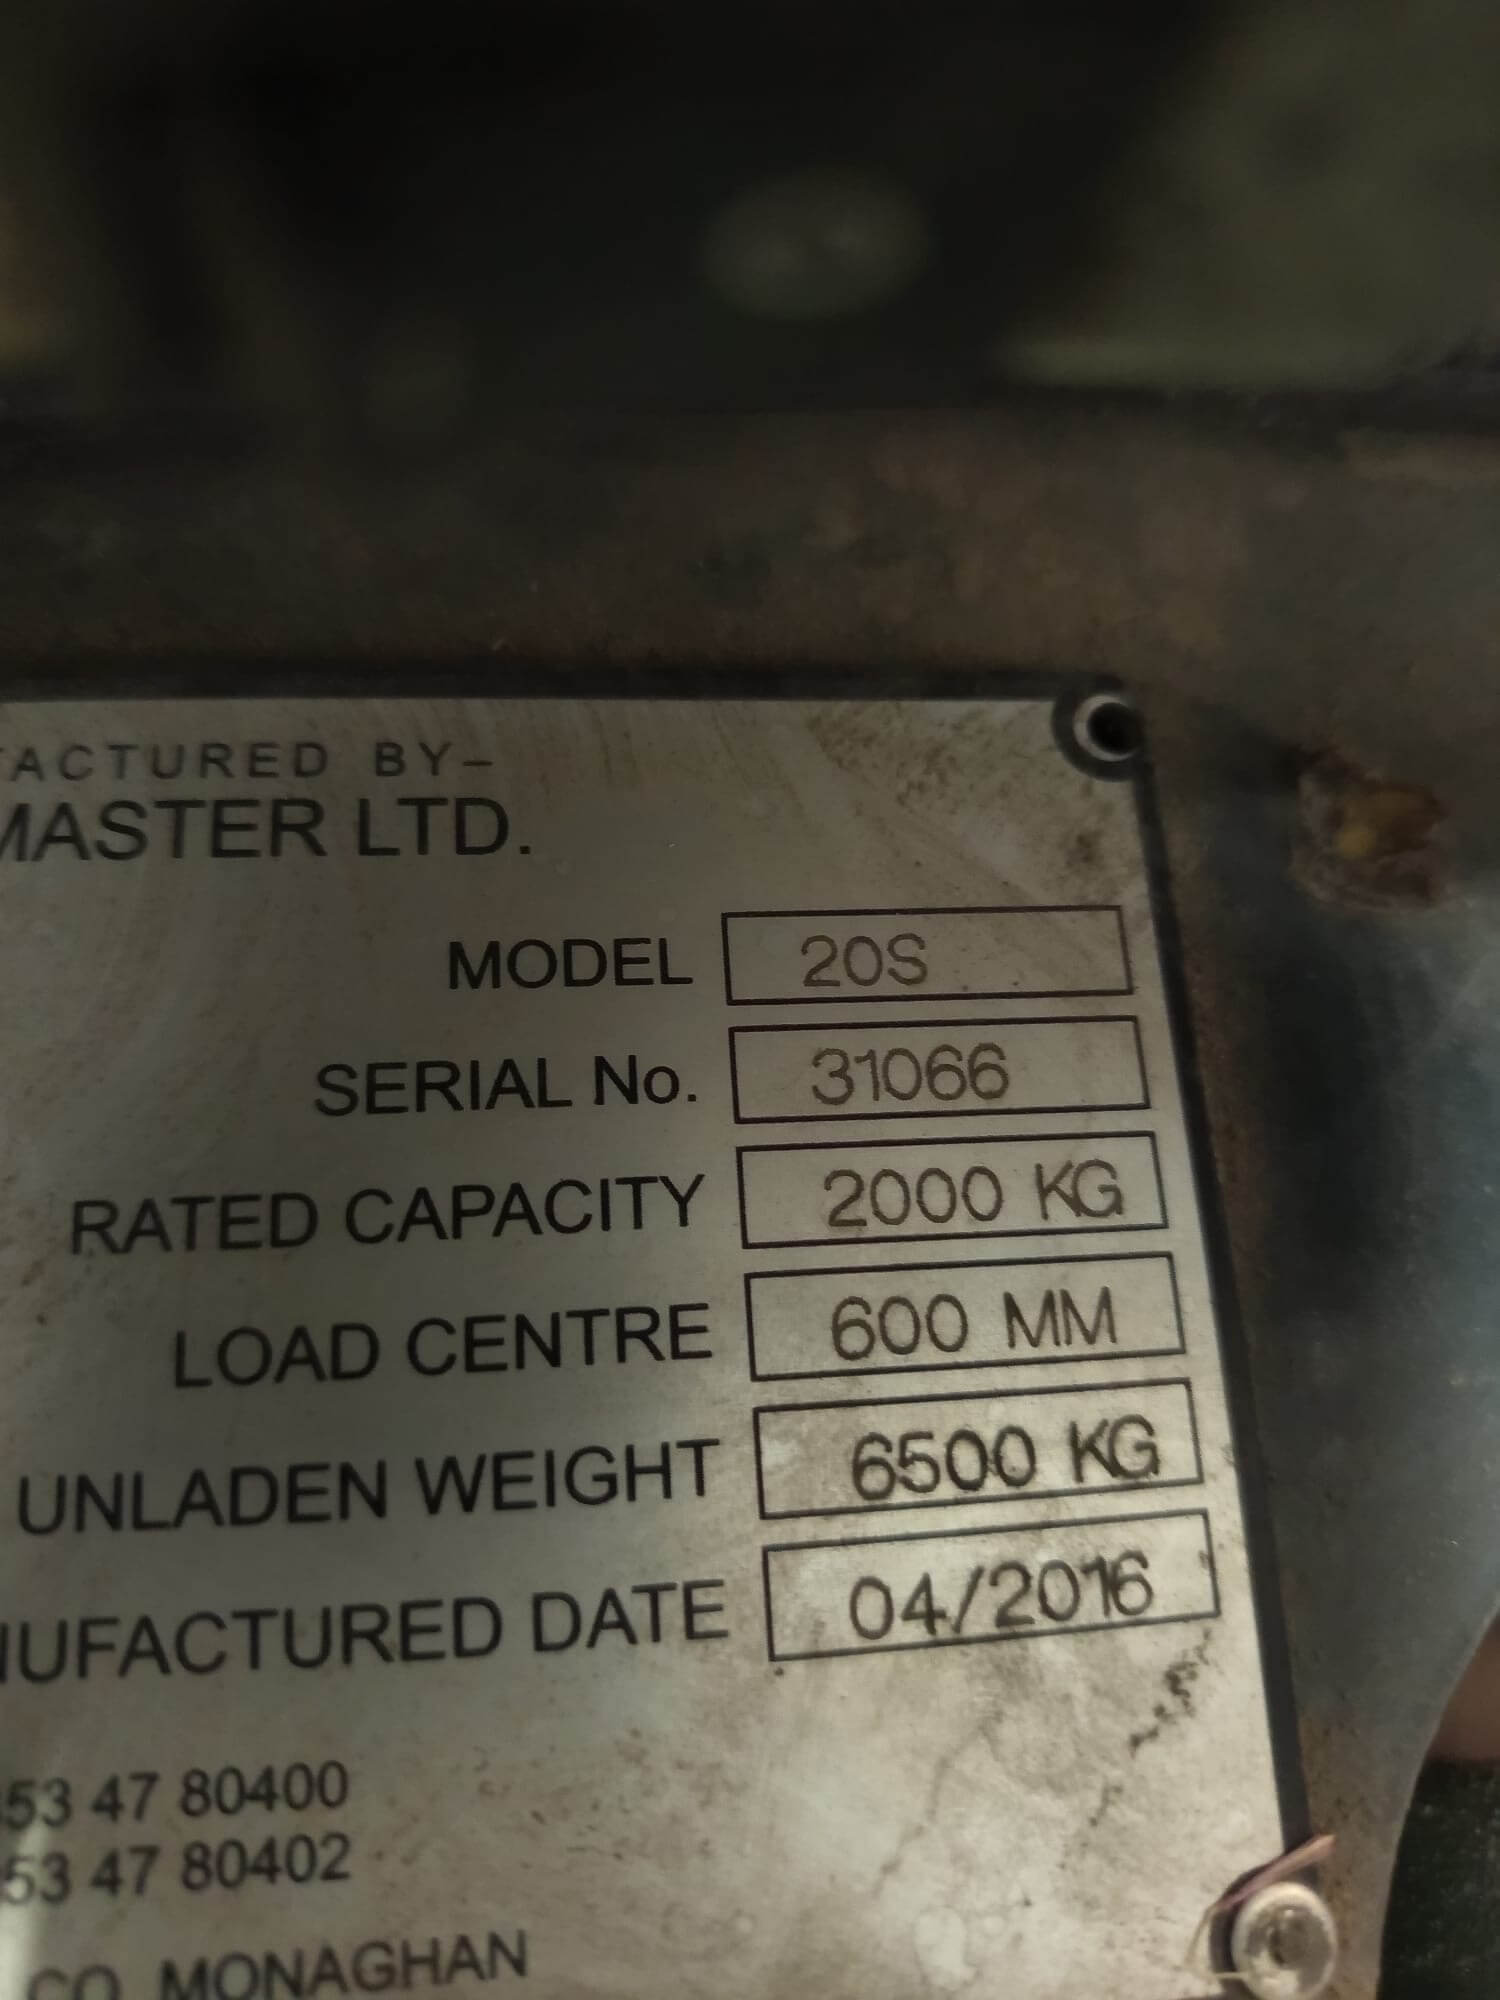 ACTURED BY–
MASTER LTD.
MODEL 20S
SERIAL No. 31066
RATED CAPACITY 2000 KG
LOAD CENTRE 600 MM
UNLADEN WEIGHT 6500 KG
NUFACTURED DATE 04/2016
53 47 80400
53 47 80402
CO. MONAGHAN